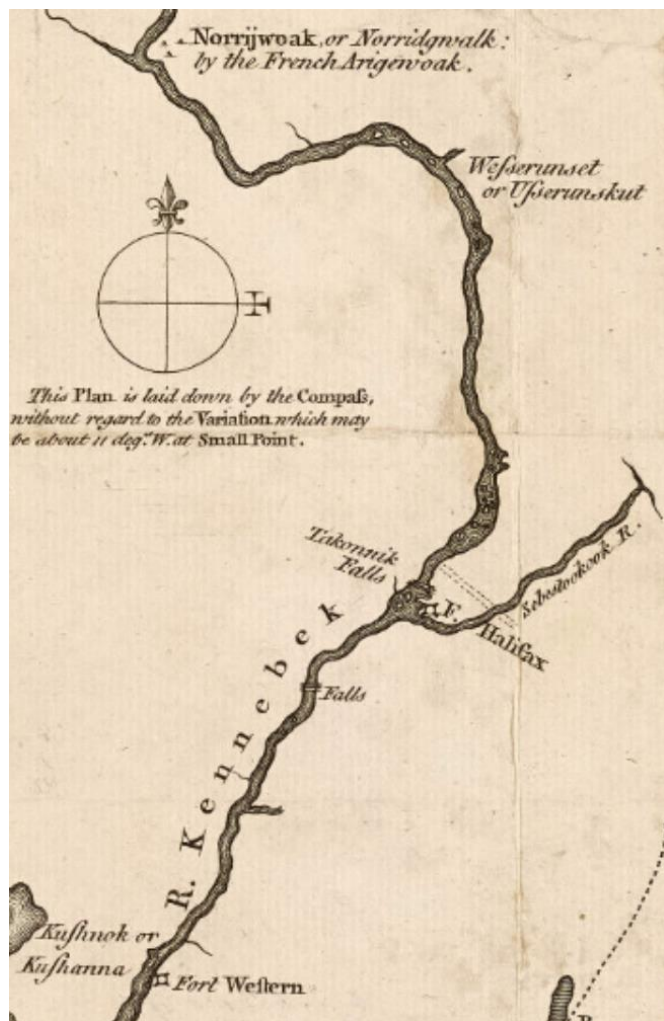 Norrijwoak, or Norridgwalk:
by the French Arigewoak.
Weſserunset
or Uſserunskut
This Plan is laid down by the Compaſs,
without regard to the Variation which may
be about 11 deg.s W. at Small Point.
Takonnik
Falls
Sebestookook R.
F.
Halifax
Falls
R. Kennebek
Kuſhnok or
Kuſhanna
Fort Weſtern